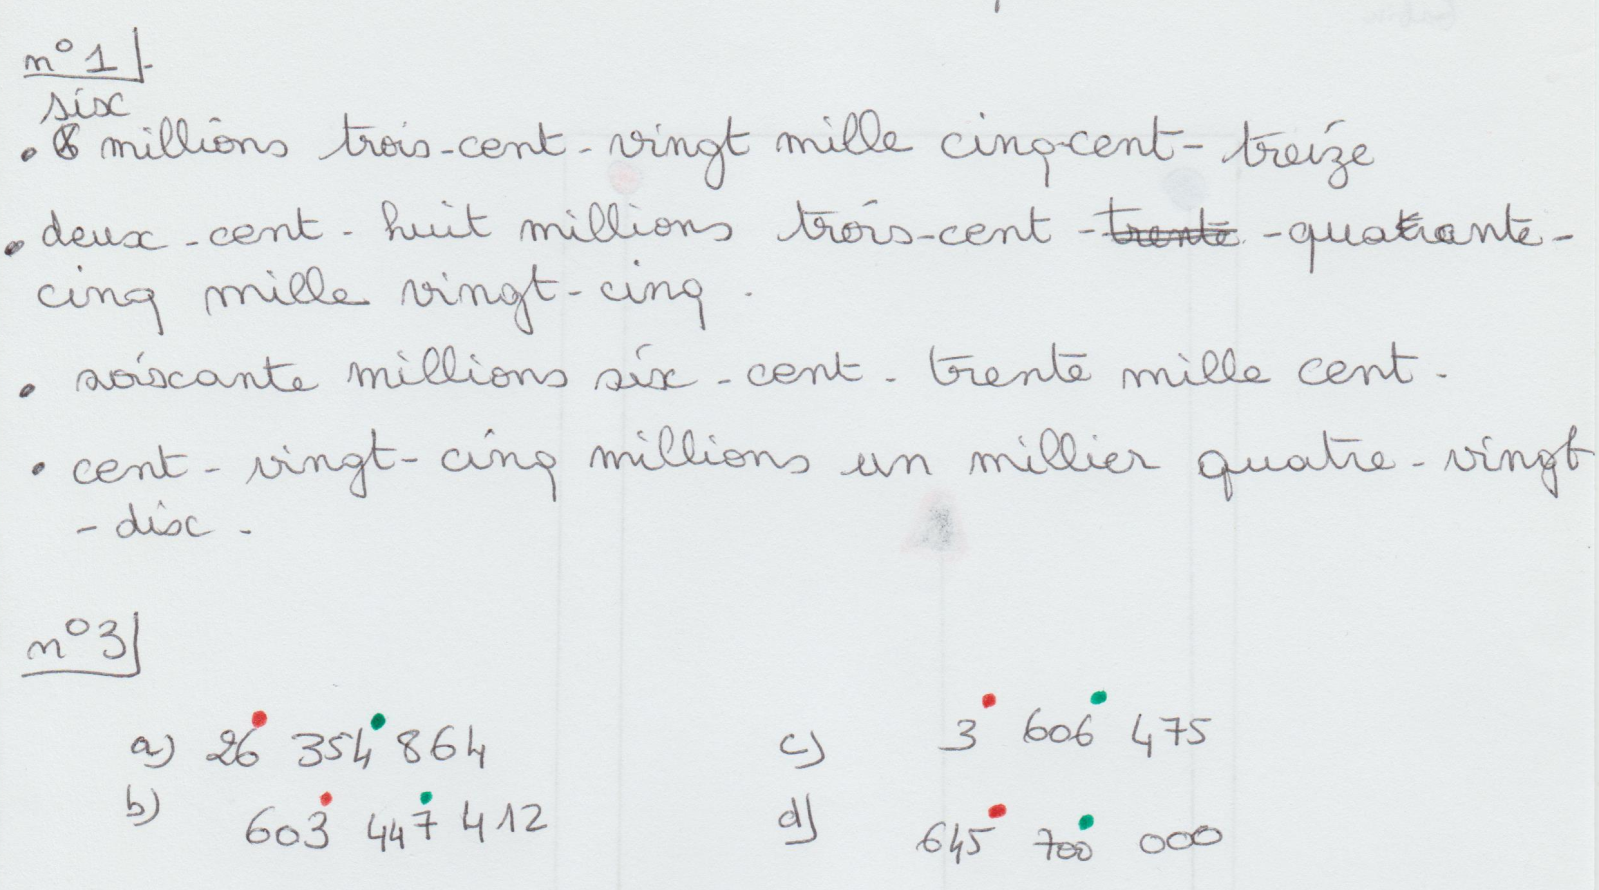 n°1
six
• millions trois-cent-vingt mille cinq-cent-treize
• deux-cent-huit millions trois-cent-trente-quarante-
cinq mille vingt-cinq.
• soixante millions six-cent-trente mille cent.
• cent-vingt-cinq millions un millier quatre-vingt
-dix.
n°3
a) 26 354 864
c) 3 606 475
b) 603 447 412
d) 645 700 000